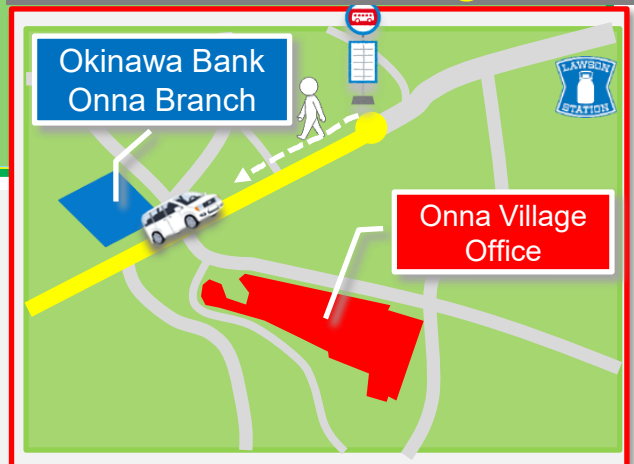 Okinawa Bank
Onna Branch
LAWSON
STATION
Onna Village
Office